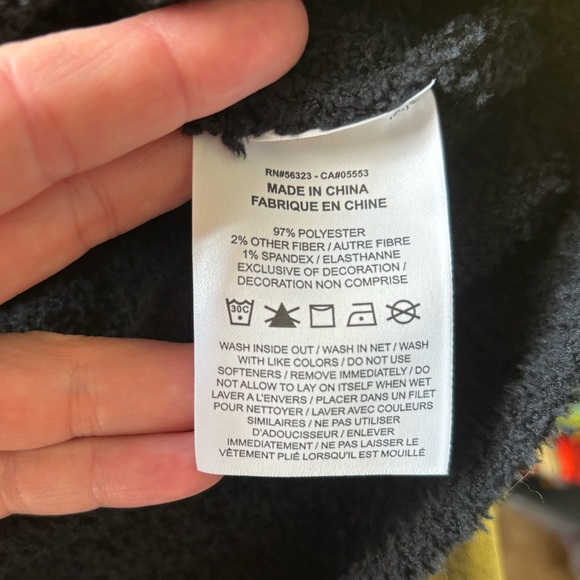 RN#56323 - CA#05553
MADE IN CHINA
FABRIQUE EN CHINE
97% POLYESTER
2% OTHER FIBER / AUTRE FIBRE
1% SPANDEX / ELASTHANNE
EXCLUSIVE OF DECORATION /
DECORATION NON COMPRISE
30C
WASH INSIDE OUT / WASH IN NET / WASH
WITH LIKE COLORS / DO NOT USE
SOFTENERS / REMOVE IMMEDIATELY / DO
NOT ALLOW TO LAY ON ITSELF WHEN WET
LAVER A L'ENVERS / PLACER DANS UN FILET
POUR NETTOYER / LAVER AVEC COULEURS
SIMILAIRES / NE PAS UTILISER
D'ADOUCISSEUR / ENLEVER
IMMEDIATEMENT / NE PAS LAISSER LE
VÊTEMENT PLIÉ LORSQU'IL EST MOUILLÉ